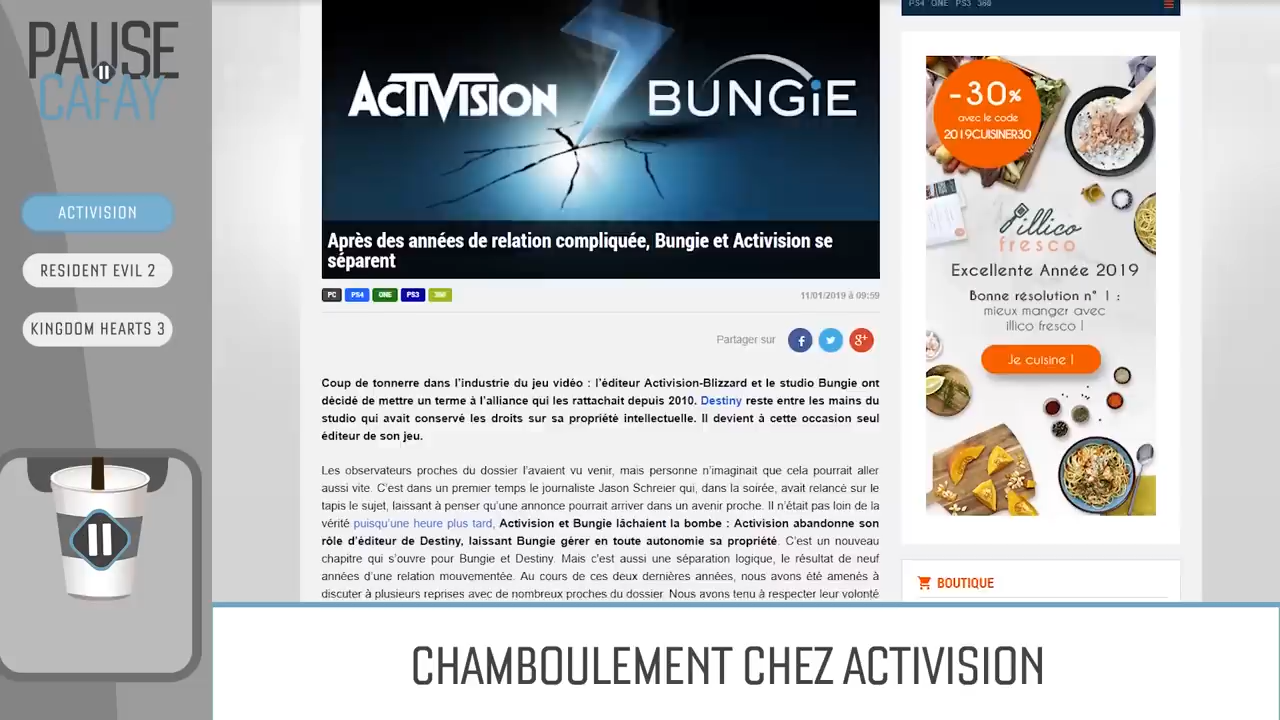 PAUSE
CAFAY
ACTIVISION
RESIDENT EVIL 2
KINGDOM HEARTS 3
ACTIVISION
BUNGiE
Après des années de relation compliquée, Bungie et Activision se
séparent
PC PS4 ONE PS3 360
11/01/2019 à 09:59
Partager sur
Coup de tonnerre dans l'industrie du jeu vidéo : l'éditeur Activision-Blizzard et le studio Bungie ont
décidé de mettre un terme à l'alliance qui les rattachait depuis 2010. Destiny reste entre les mains du
studio qui avait conservé les droits sur sa propriété intellectuelle. Il devient à cette occasion seul
éditeur de son jeu.
Les observateurs proches du dossier l'avaient vu venir, mais personne n'imaginait que cela pourrait aller
aussi vite. C'est dans un premier temps le journaliste Jason Schreier qui, dans la soirée, avait relancé sur le
tapis le sujet, laissant à penser qu'une annonce pourrait arriver dans un avenir proche. Il n'était pas loin de la
vérité puisqu'une heure plus tard, Activision et Bungie lâchaient la bombe : Activision abandonne son
rôle d'éditeur de Destiny, laissant Bungie gérer en toute autonomie sa propriété. C'est un nouveau
chapitre qui s'ouvre pour Bungie et Destiny. Mais c'est aussi une séparation logique, le résultat de neuf
années d'une relation mouvementée. Au cours de ces deux dernières années, nous avons été amenés à
discuter à plusieurs reprises avec de nombreux proches du dossier. Nous avons tenu à respecter leur volonté
PS4 ONE PS3 360
-30%
avec le code
2019CUISINER30
illico
fresco
Excellente Année 2019
Bonne résolution n° 1 :
mieux manger avec
illico fresco !
Je cuisine !
BOUTIQUE
CHAMBOULEMENT CHEZ ACTIVISION